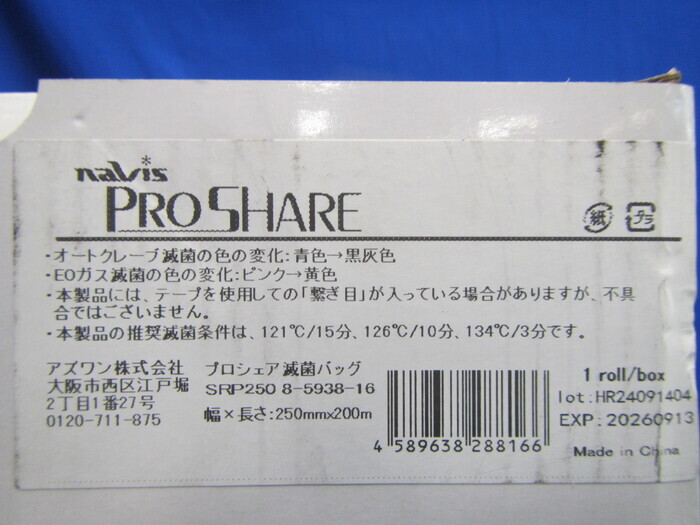 navis
PRO SHARE
紙
プラ
・オートクレーブ滅菌の色の変化:青色→黒灰色
・EOガス滅菌の色の変化:ピンク→黄色
・本製品には、テープを使用しての「繋ぎ目」が入っている場合がありますが、不具
合ではございません。
・本製品の推奨滅菌条件は、121℃/15分、126℃/10分、134℃/3分です。
アズワン株式会社
大阪市西区江戸堀
2丁目1番27号
0120-711-875
プロシェア滅菌バッグ
SRP250 8-5938-16
幅×長さ:250mm×200m
4 589638 288166
1 roll/box
lot:HR24091404
EXP:20260913
Made in China